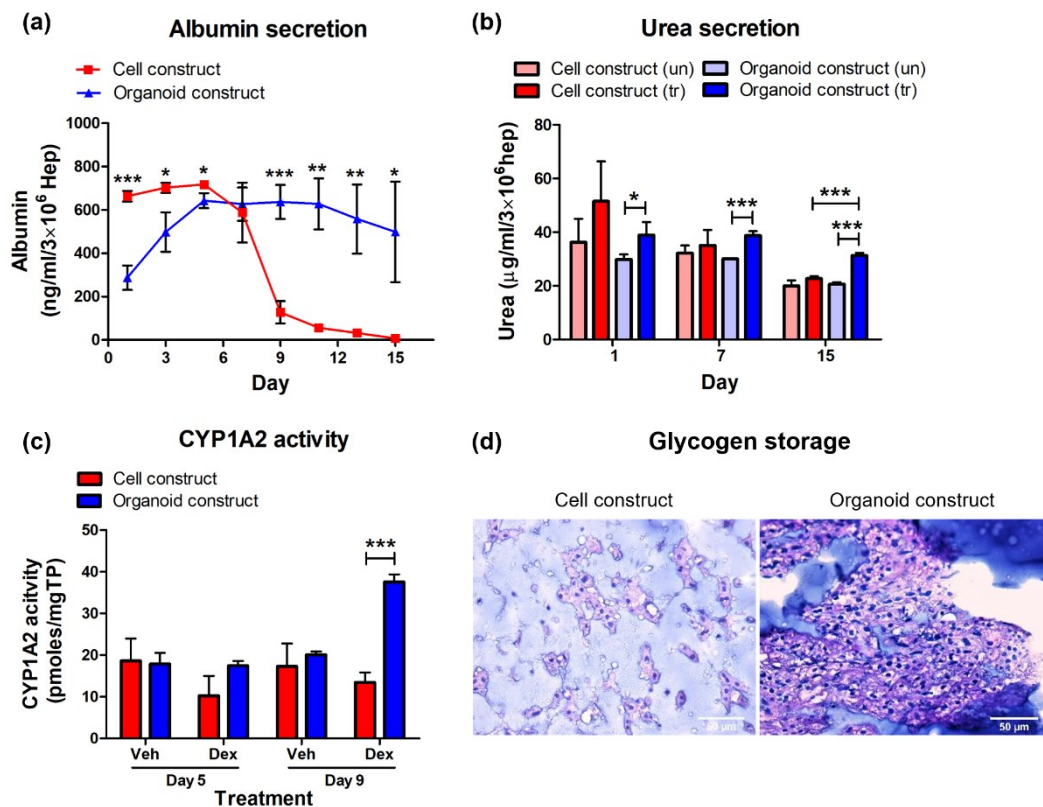 (a)
Albumin secretion
Cell construct
Organoid construct
1000
800
600
400
200
0
*** * * *** ** ** *
0 3 6 9 12 15
Albumin
(ng/ml/3×10⁶ Hep)
Day
(b)
Urea secretion
Cell construct (un) Organoid construct (un)
Cell construct (tr) Organoid construct (tr)
80
60
40
20
0
* *** *** ***
1 7 15
Urea (μg/ml/3×10⁶hep)
Day
(c)
CYP1A2 activity
Cell construct
Organoid construct
50
40
30
20
10
0
***
CYP1A2 acitvity
(pmoles/mgTP)
Veh Dex Veh Dex
Day 5 Day 9
Treatment
(d)
Glycogen storage
Cell construct Organoid construct
50 μm 50 μm